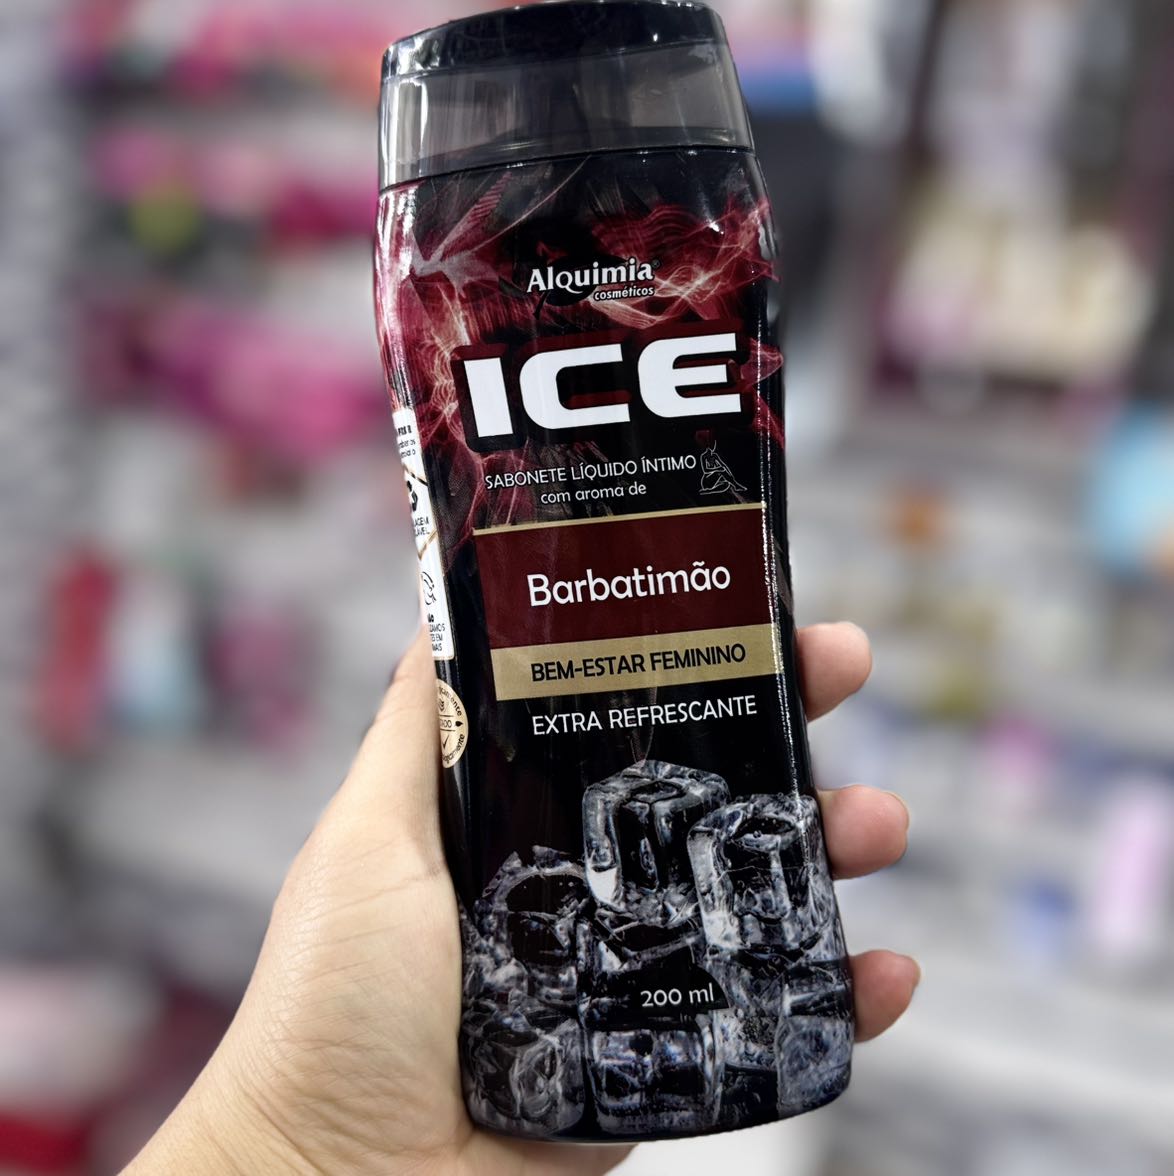 Alquimia
cosméticos
ICE
SABONETE LÍQUIDO ÍNTIMO
com aroma de
Barbatimão
BEM-ESTAR FEMININO
EXTRA REFRESCANTE
200 ml